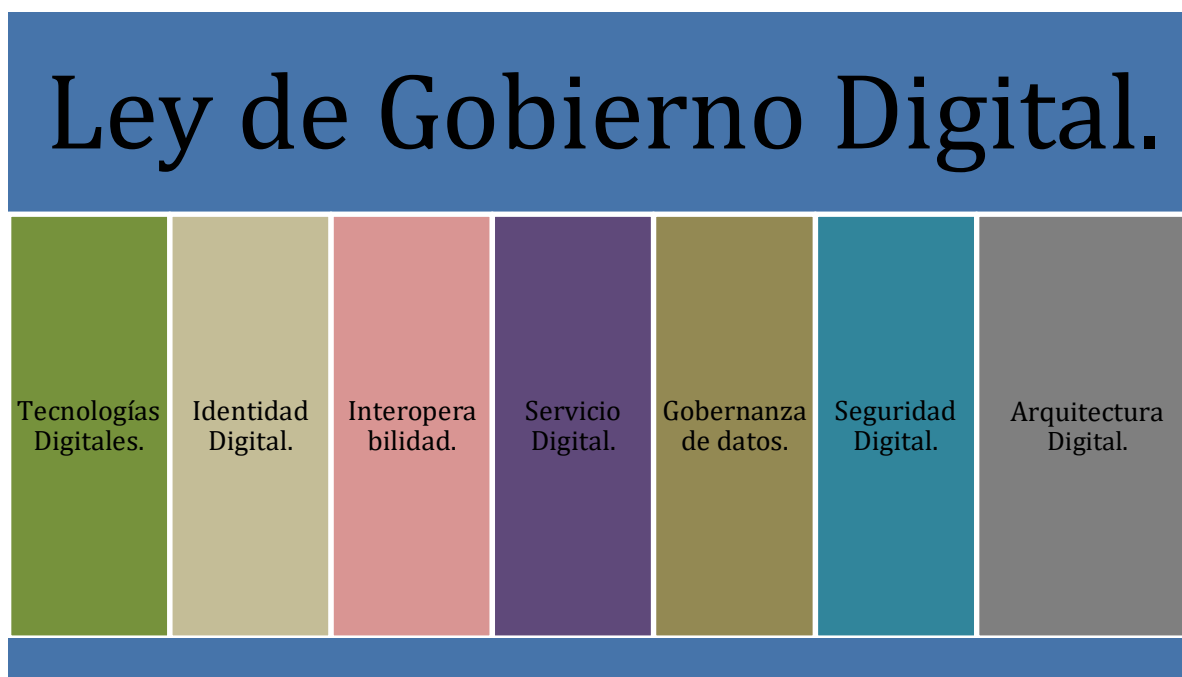 Ley de Gobierno Digital.
Tecnologías
Digitales.
Identidad
Digital.
Interopera
bilidad.
Servicio
Digital.
Gobernanza
de datos.
Seguridad
Digital.
Arquitectura
Digital.